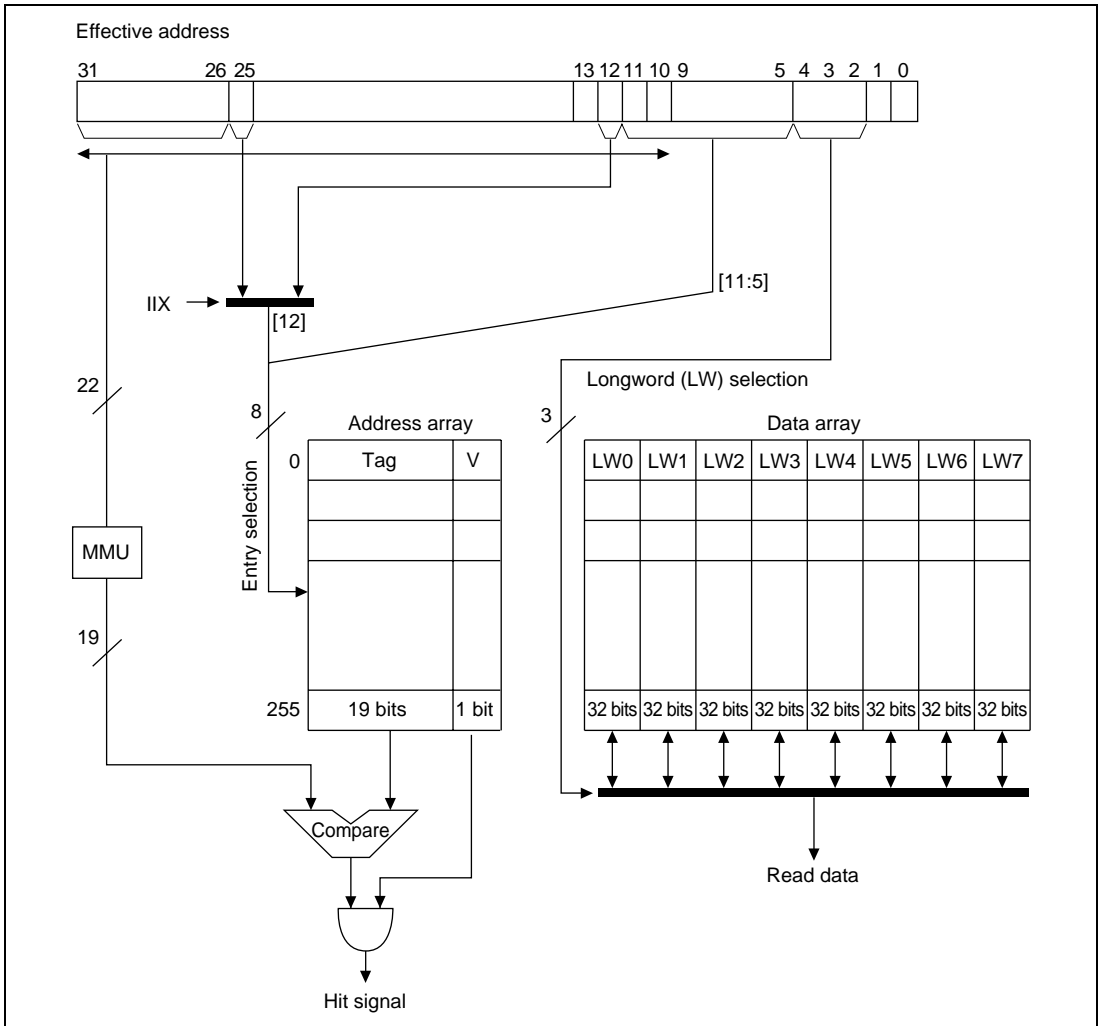 Effective address
31 26 25 13 12 11 10 9 5 4 3 2 1 0
[11:5]
IIX
[12]
22
Longword (LW) selection
8
3
Address array
Data array
Entry selection
0 Tag V
LW0 LW1 LW2 LW3 LW4 LW5 LW6 LW7
MMU
19
255 19 bits 1 bit
32 bits 32 bits 32 bits 32 bits 32 bits 32 bits 32 bits 32 bits
Compare
Read data
Hit signal